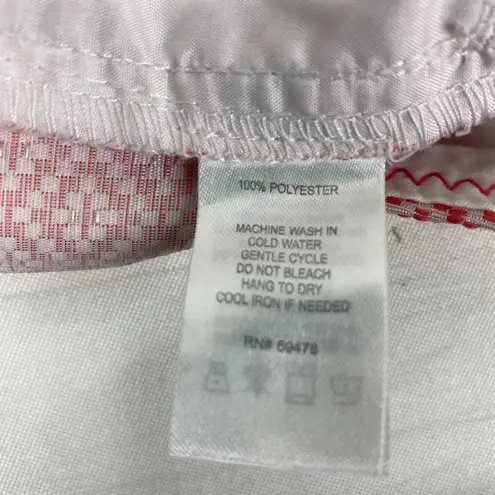 100% POLYESTER
MACHINE WASH IN
COLD WATER
GENTLE CYCLE
DO NOT BLEACH
HANG TO DRY
COOL IRON IF NEEDED
RN# 59478